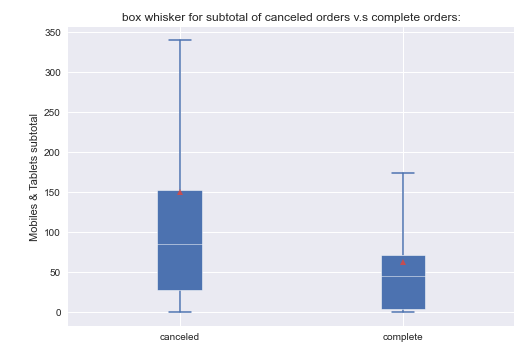 box whisker for subtotal of canceled orders v.s complete orders:
Mobiles & Tablets subtotal
350
300
250
200
150
100
50
0
canceled
complete